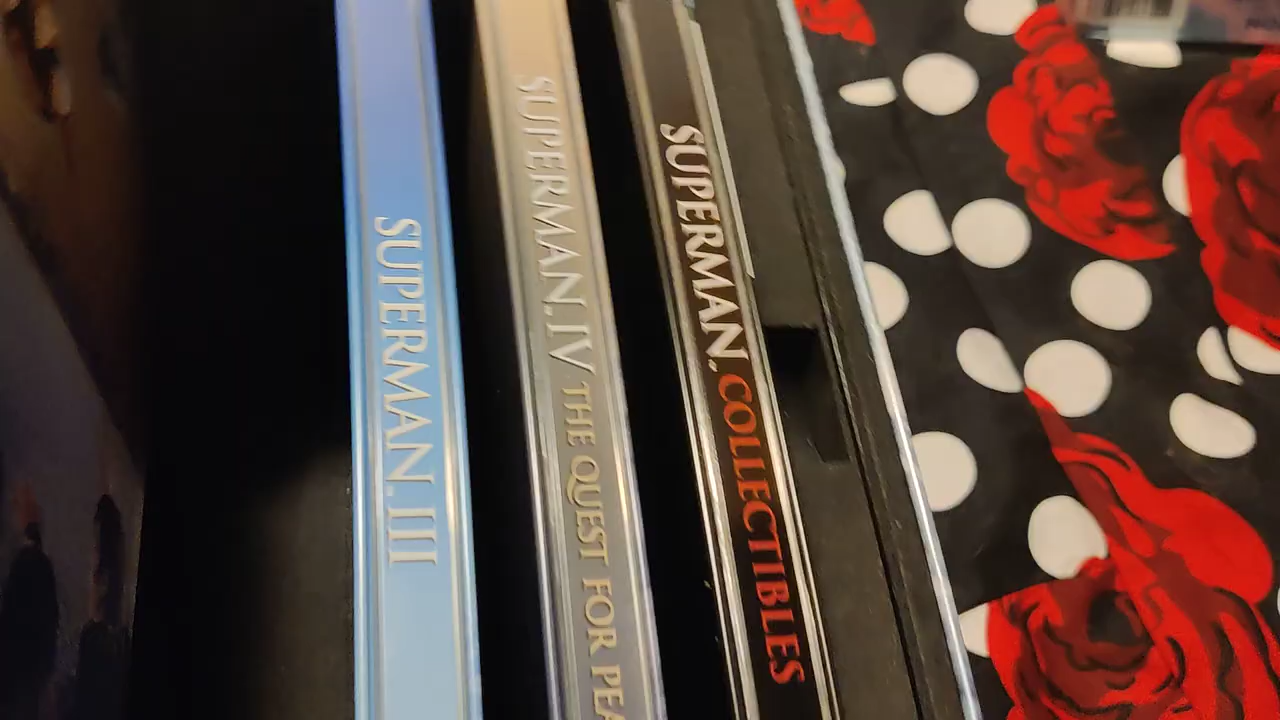 SUPERMAN. III
SUPERMAN. IV THE QUEST FOR PEA
SUPERMAN. COLLECTIBLES